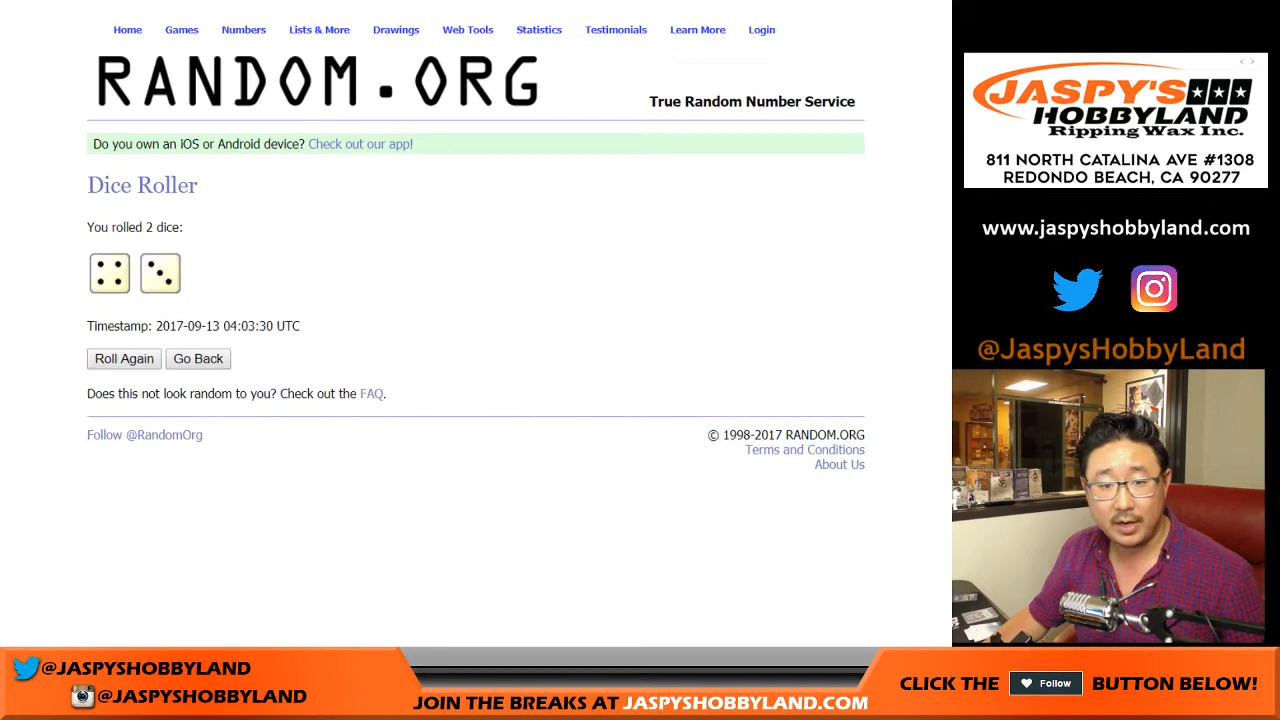 Home Games Numbers Lists & More Drawings Web Tools Statistics Testimonials Learn More Login
RANDOM.ORG
True Random Number Service
Do you own an iOS or Android device? Check out our app!
Dice Roller
You rolled 2 dice:
Timestamp: 2017-09-13 04:03:30 UTC
Roll Again Go Back
Does this not look random to you? Check out the FAQ.
Follow @RandomOrg
© 1998-2017 RANDOM.ORG
Terms and Conditions
About Us
JASPY'S
HOBBYLAND
Ripping Wax Inc.
811 NORTH CATALINA AVE #1308
REDONDO BEACH, CA 90277
www.jaspyshobbyland.com
@JaspysHobbyLand
@JASPYSHOBBYLAND
@JASPYSHOBBYLAND
JOIN THE BREAKS AT JASPYSHOBBYLAND.COM
CLICK THE Follow BUTTON BELOW!